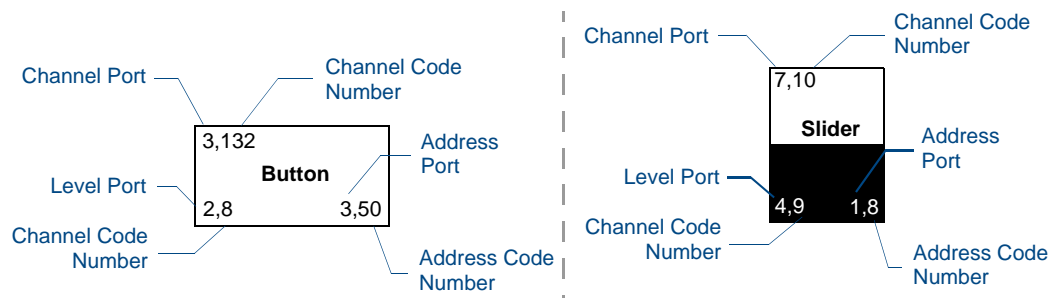 Channel Port
Channel Code
Number
3,132
Button
Address
Port
Level Port
2,8
3,50
Channel Code
Number
Address Code
Number
Channel Port
Channel Code
Number
7,10
Slider
Address
Port
Level Port
4,9
1,8
Channel Code
Number
Address Code
Number